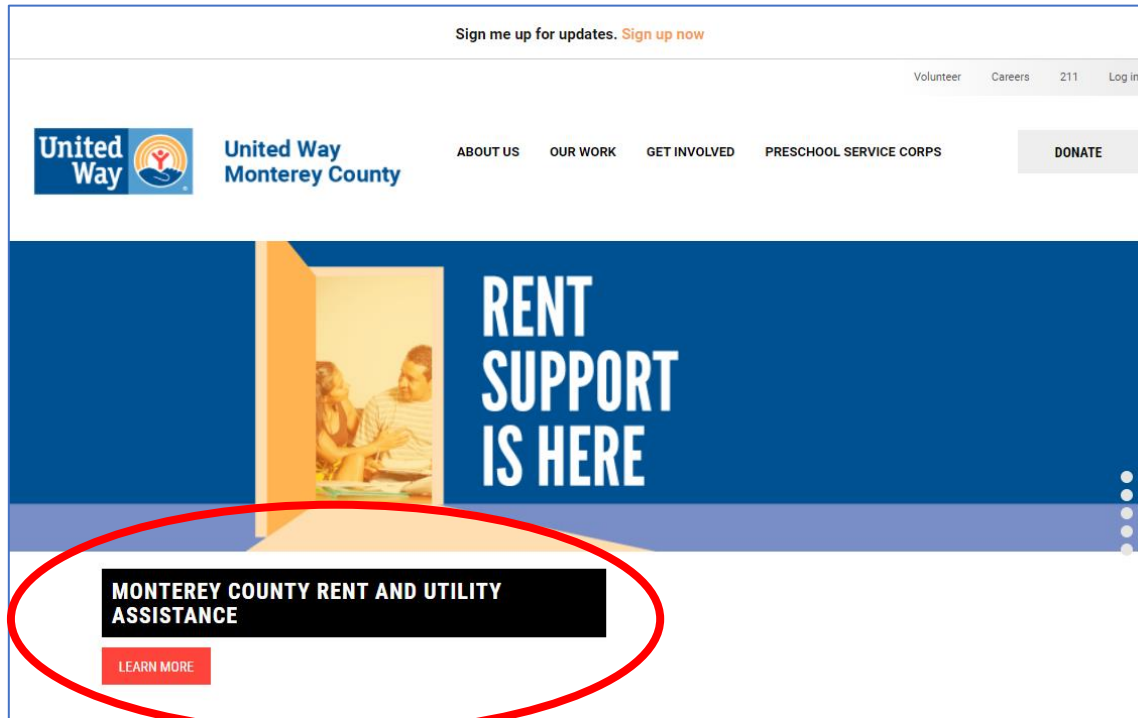 Sign me up for updates. Sign up now
Volunteer Careers 211 Log in
United
Way
United Way
Monterey County
ABOUT US OUR WORK GET INVOLVED PRESCHOOL SERVICE CORPS DONATE
RENT
SUPPORT
IS HERE
MONTEREY COUNTY RENT AND UTILITY
ASSISTANCE
LEARN MORE